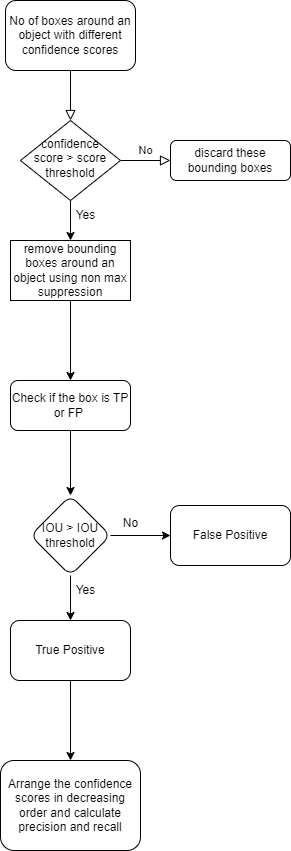 No of boxes around an
object with different
confidence scores
confidence
score > score
threshold
No
discard these
bounding boxes
Yes
remove bounding
boxes around an
object using non max
suppression
Check if the box is TP
or FP
IOU > IOU
threshold
No
False Positive
Yes
True Positive
Arrange the confidence
scores in decreasing
order and calculate
precision and recall